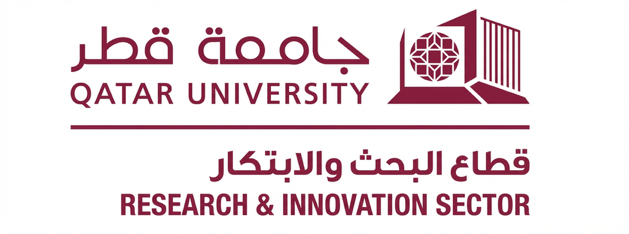 جامعة قطر
QATAR UNIVERSITY
قطاع البحث والابتكار
RESEARCH & INNOVATION SECTOR